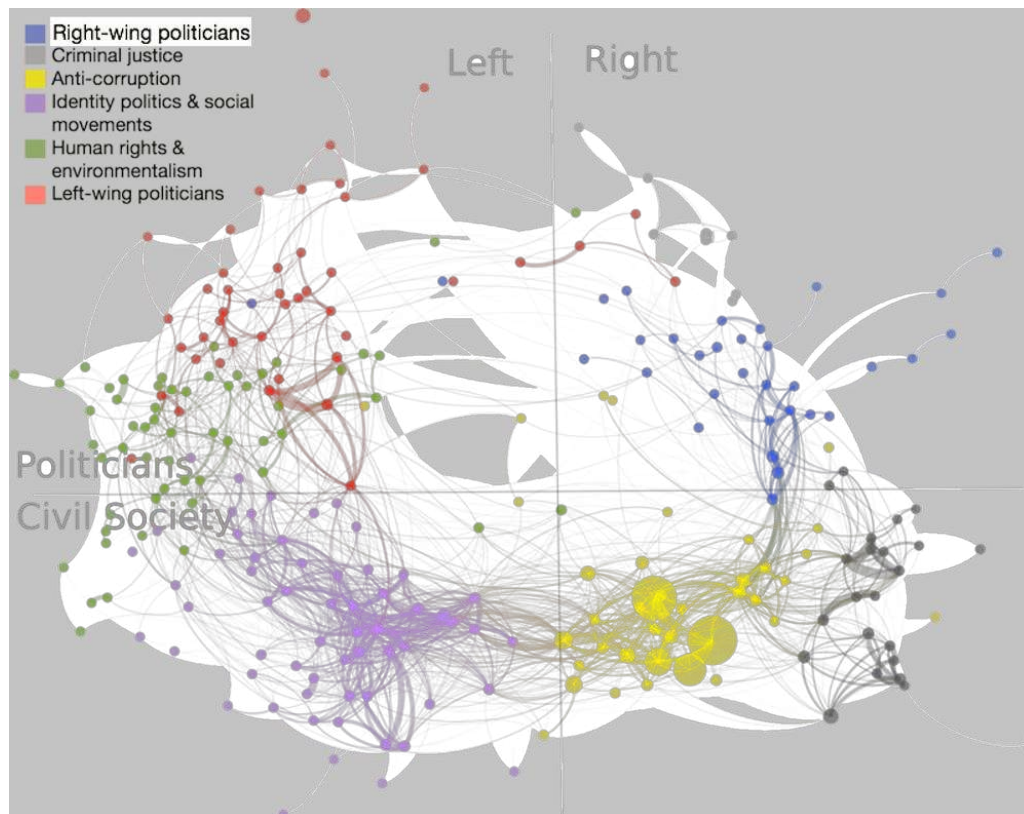 Right-wing politicians
Criminal justice
Anti-corruption
Identity politics & social
movements
Human rights &
environmentalism
Left-wing politicians
Left
Right
Politicians
Civil Society